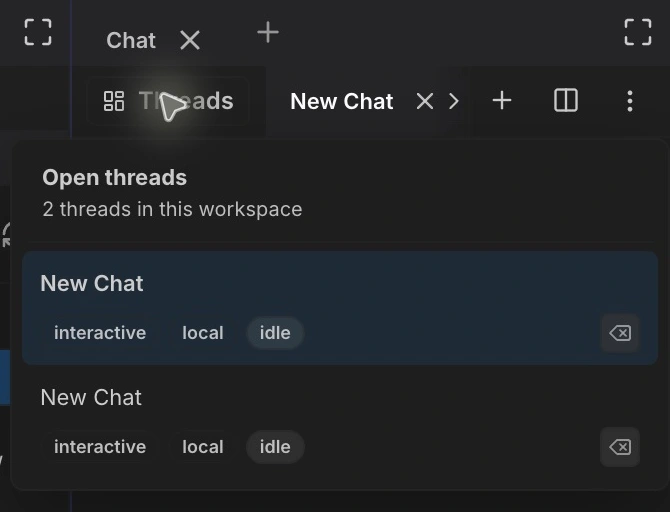 Chat
Threads
New Chat
Open threads
2 threads in this workspace
New Chat
interactive local idle
New Chat
interactive local idle